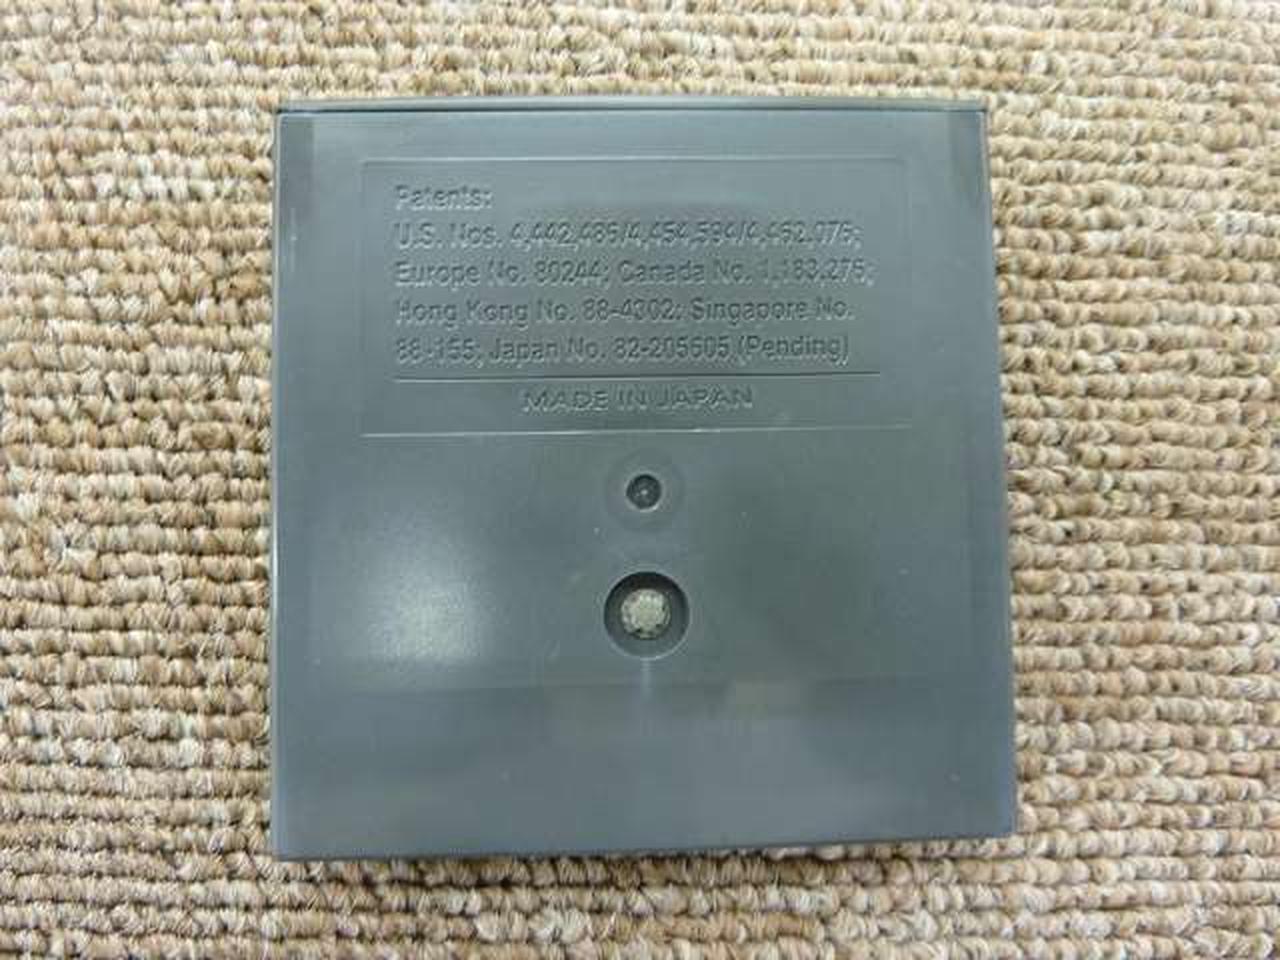 Patents:
U.S. Nos. 4,442,486/4,454,594/4,462,076;
Europe No. 80244; Canada No. 1,183,276;
Hong Kong No. 88-4302; Singapore No.
88-155; Japan No. 82-205605 (Pending)
MADE IN JAPAN